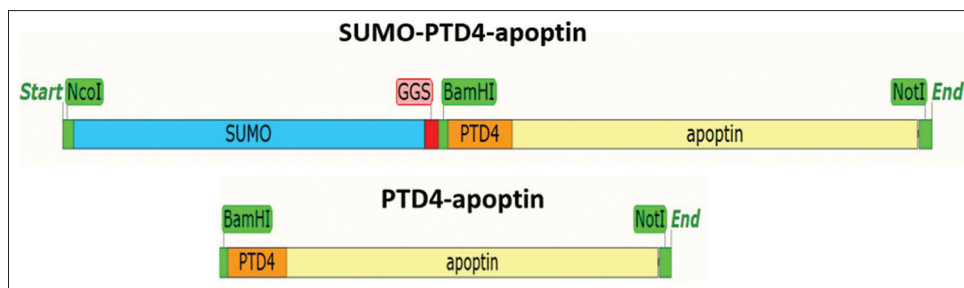 SUMO-PTD4-apoptin
Start NcoI GGS BamHI NotI End
SUMO PTD4 apoptin
PTD4-apoptin
BamHI NotI End
PTD4 apoptin